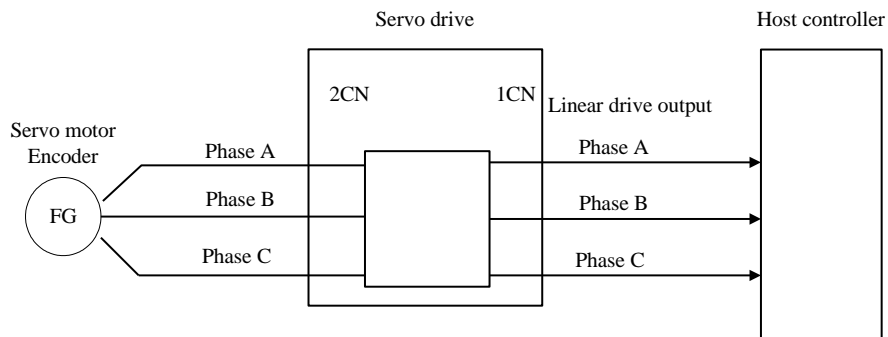 Servo drive
Host controller
2CN
1CN
Linear drive output
Servo motor
Encoder
Phase A
Phase A
FG
Phase B
Phase B
Phase C
Phase C